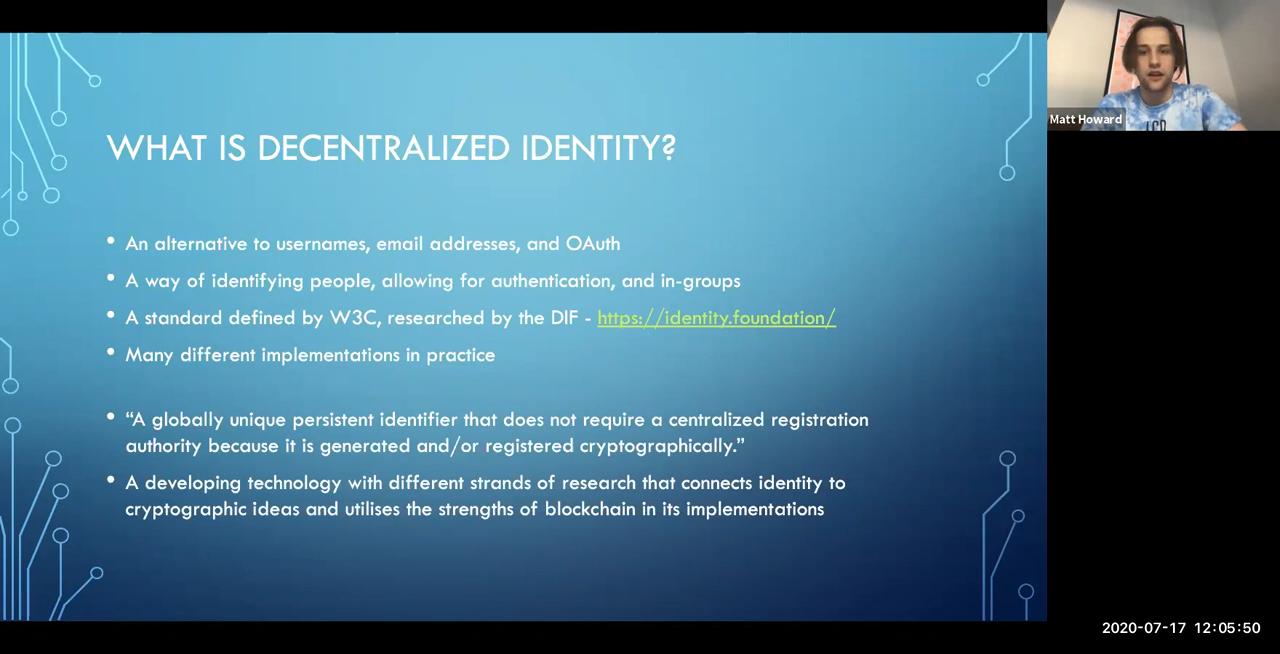 WHAT IS DECENTRALIZED IDENTITY?
• An alternative to usernames, email addresses, and OAuth
• A way of identifying people, allowing for authentication, and in-groups
• A standard defined by W3C, researched by the DIF - https://identity.foundation/
• Many different implementations in practice
• “A globally unique persistent identifier that does not require a centralized registration
authority because it is generated and/or registered cryptographically.”
• A developing technology with different strands of research that connects identity to
cryptographic ideas and utilises the strengths of blockchain in its implementations
Matt Howard
2020-07-17 12:05:50